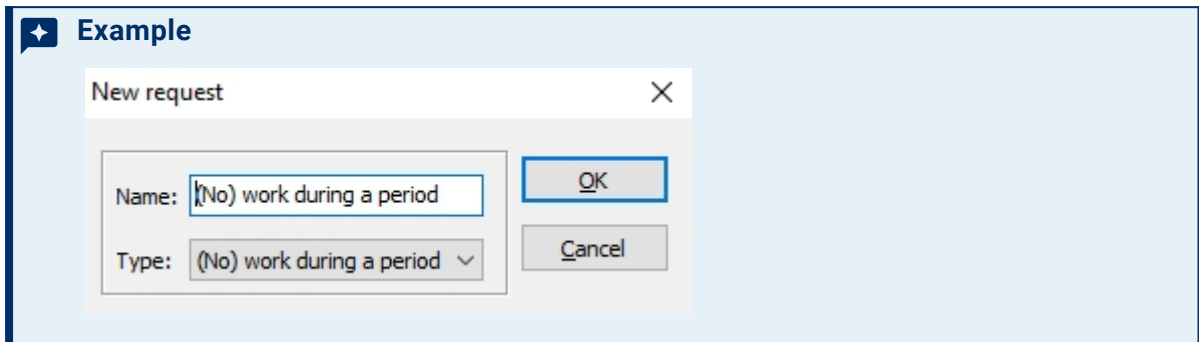 Example
New request
Name: (No) work during a period
OK
Type: (No) work during a period
Cancel